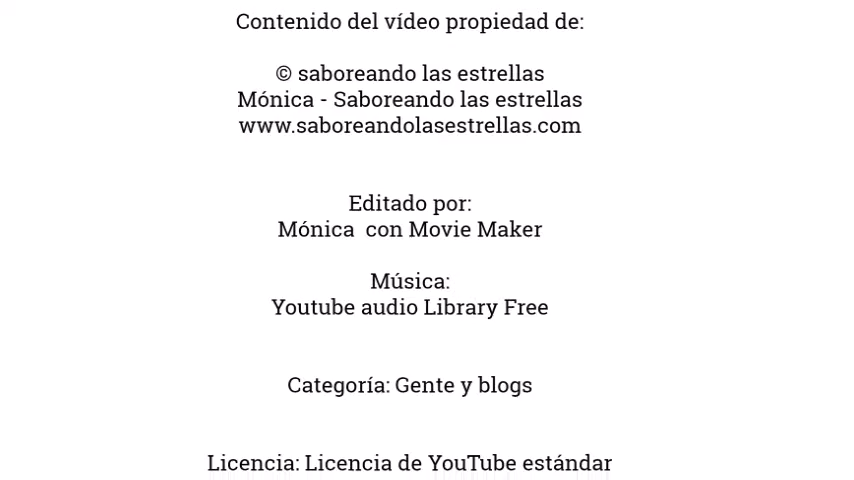 Contenido del vídeo propiedad de:
© saboreando las estrellas
Mónica - Saboreando las estrellas
www.saboreandolasestrellas.com
Editado por:
Mónica  con Movie Maker
Música:
Youtube audio Library Free
Categoría: Gente y blogs
Licencia: Licencia de YouTube estándar